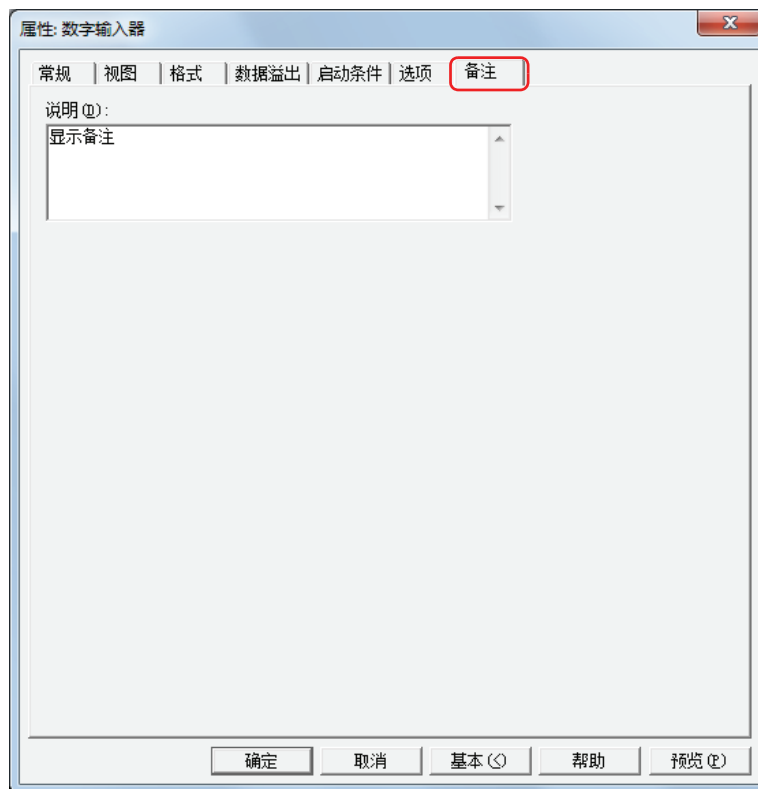 属性: 数字输入器
常规 视图 格式 数据溢出 启动条件 选项 备注
说明(D):
显示备注
确定 取消 基本(<) 帮助 预览(P)